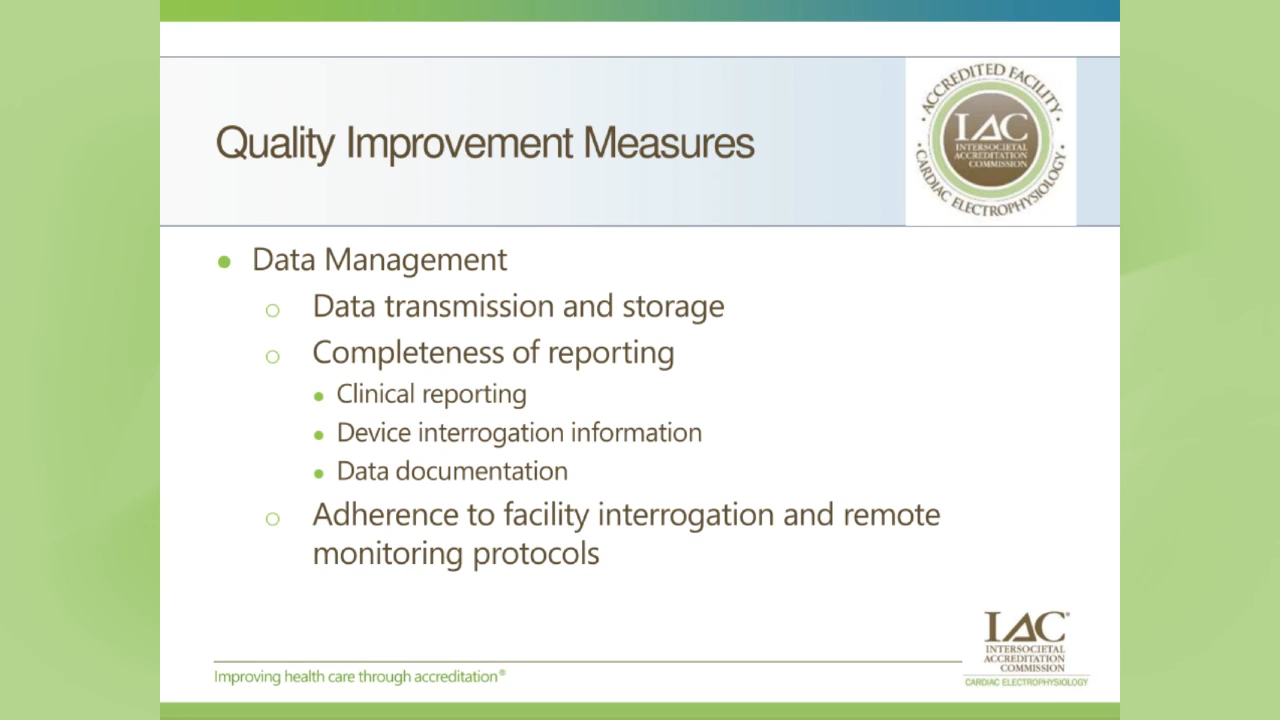 Quality Improvement Measures
ACCREDITED FACILITY
IAC
INTERSOCIETAL
ACCREDITATION
COMMISSION
CARDIAC ELECTROPHYSIOLOGY
● Data Management
○ Data transmission and storage
○ Completeness of reporting
● Clinical reporting
● Device interrogation information
● Data documentation
○ Adherence to facility interrogation and remote
monitoring protocols
Improving health care through accreditation®
IAC®
INTERSOCIETAL
ACCREDITATION
COMMISSION
CARDIAC ELECTROPHYSIOLOGY